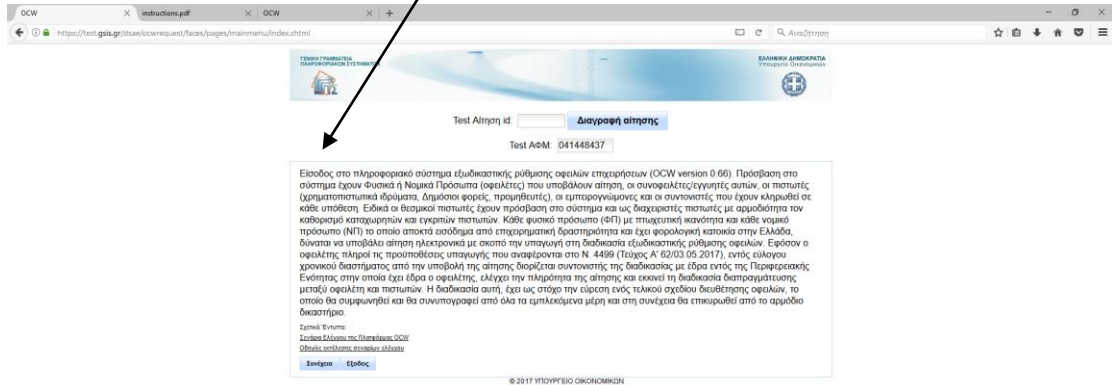 OCW instructions.pdf OCW
https://test.gsis.gr/dsae/ocwrequest/faces/pages/mainmenu/index.xhtml Αναζήτηση
ΓΕΝΙΚΗ ΓΡΑΜΜΑΤΕΙΑ
ΠΛΗΡΟΦΟΡΙΑΚΩΝ ΣΥΣΤΗΜΑΤΩΝ
ΕΛΛΗΝΙΚΗ ΔΗΜΟΚΡΑΤΙΑ
Υπουργείο Οικονομικών
Test Αίτηση id: Διαγραφή αίτησης
Test ΑΦΜ: 041448437
Είσοδος στο πληροφοριακό σύστημα εξωδικαστικής ρύθμισης οφειλών επιχειρήσεων (OCW version 0.66). Πρόσβαση στο
σύστημα έχουν Φυσικά ή Νομικά Πρόσωπα (οφειλέτες) που υποβάλουν αίτηση, οι συνοφειλέτες/εγγυητές αυτών, οι πιστωτές
(χρηματοπιστωτικά ιδρύματα, Δημόσιοι φορείς, προμηθευτές), οι εμπειρογνώμονες και οι συντονιστές που έχουν κληρωθεί σε
κάθε υπόθεση. Ειδικά οι θεσμικοί πιστωτές έχουν πρόσβαση στο σύστημα και ως διαχειριστές πιστωτές με αρμοδιότητα τον
καθορισμό καταχωρητών και εγκριτών πιστωτών. Κάθε φυσικό πρόσωπο (ΦΠ) με πτωχευτική ικανότητα και κάθε νομικό
πρόσωπο (ΝΠ) το οποίο αποκτά εισόδημα από επιχειρηματική δραστηριότητα και έχει φορολογική κατοικία στην Ελλάδα,
δύναται να υποβάλει αίτηση ηλεκτρονικά με σκοπό την υπαγωγή στη διαδικασία εξωδικαστικής ρύθμισης οφειλών. Εφόσον ο
οφειλέτης πληροί τις προϋποθέσεις υπαγωγής που αναφέρονται στο Ν. 4499 (Τεύχος Α' 62/03.05.2017), εντός εύλογου
χρονικού διαστήματος από την υποβολή της αίτησης διορίζεται συντονιστής της διαδικασίας με έδρα εντός της Περιφερειακής
Ενότητας στην οποία έχει έδρα ο οφειλέτης, ελέγχει την πληρότητα της αίτησης και εκκινεί τη διαδικασία διαπραγμάτευσης
μεταξύ οφειλέτη και πιστωτών. Η διαδικασία αυτή, έχει ως στόχο την εύρεση ενός τελικού σχεδίου διευθέτησης οφειλών, το
οποίο θα συμφωνηθεί και θα συνυπογραφεί από όλα τα εμπλεκόμενα μέρη και στη συνέχεια θα επικυρωθεί από το αρμόδιο
δικαστήριο.
Σχετικά Έντυπα:
Σενάρια Ελέγχου της Πλατφόρμας OCW
Οδηγίες εκτέλεσης σεναρίων ελέγχου
Συνέχεια Εξοδος
© 2017 ΥΠΟΥΡΓΕΙΟ ΟΙΚΟΝΟΜΙΚΩΝ